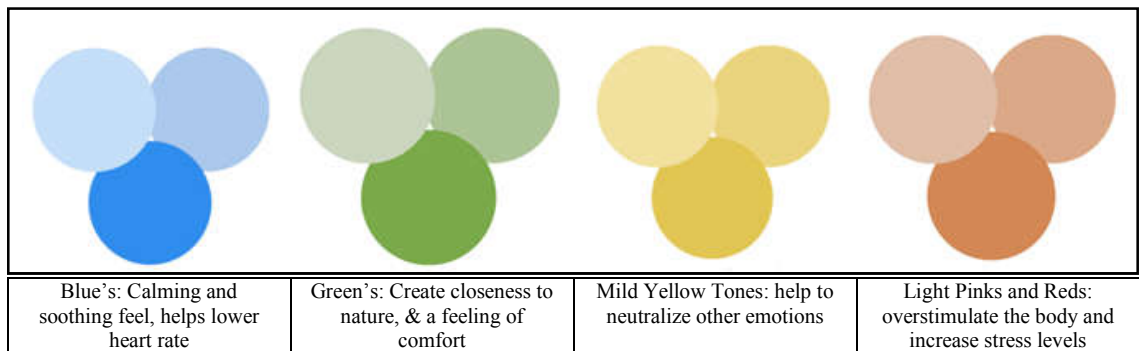 Blue's: Calming and
soothing feel, helps lower
heart rate
Green's: Create closeness to
nature, & a feeling of
comfort
Mild Yellow Tones: help to
neutralize other emotions
Light Pinks and Reds:
overstimulate the body and
increase stress levels